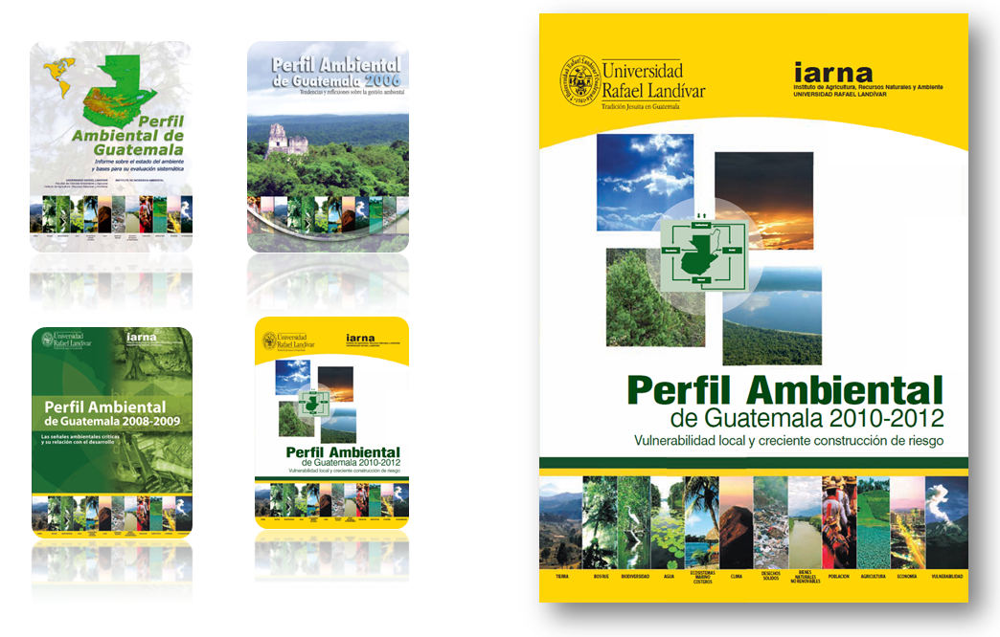 Perfil
Ambiental de
Guatemala
Informe sobre el estado del ambiente
y bases para su evaluación sistemática
Perfil Ambiental
de Guatemala 2006
Tendencias y reflexiones sobre la gestión ambiental
Universidad
Rafael Landívar
iarna
Perfil Ambiental
de Guatemala 2008-2009
Las señales ambientales críticas
y su relación con el desarrollo
Universidad
Rafael Landívar
iarna
Perfil Ambiental
de Guatemala 2010-2012
Vulnerabilidad local y creciente construcción de riesgo
Universidad
Rafael Landívar
Tradición Jesuita en Guatemala
iarna
Instituto de Agricultura, Recursos Naturales y Ambiente
UNIVERSIDAD RAFAEL LANDÍVAR
Perfil Ambiental
de Guatemala 2010-2012
Vulnerabilidad local y creciente construcción de riesgo
TIERRA
BOSQUE
BIODIVERSIDAD
AGUA
ECOSISTEMAS
MARINO
COSTEROS
CLIMA
DESECHOS
SÓLIDOS
BIENES
NATURALES
NO RENOVABLES
POBLACIÓN
AGRICULTURA
ECONOMÍA
VULNERABILIDAD